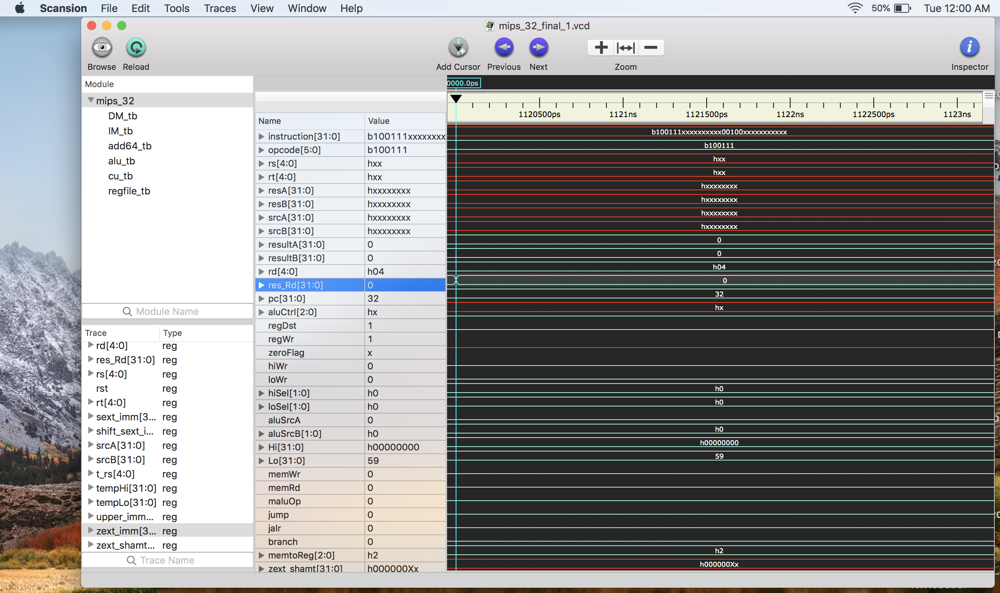 Scansion File Edit Tools Traces View Window Help 50% Tue 12:00 AM
mips_32_final_1.vcd
Browse Reload Add Cursor Previous Next Zoom Inspector
Module
mips_32
DM_tb
IM_tb
add64_tb
alu_tb
cu_tb
regfile_tb
Module Name
Trace Type
rd[4:0] reg
res_Rd[31:0] reg
rs[4:0] reg
rst reg
rt[4:0] reg
sext_imm[3... reg
shift_sext_i... reg
srcA[31:0] reg
srcB[31:0] reg
t_rs[4:0] reg
tempHi[31:0] reg
tempLo[31:0] reg
upper_imm... reg
zext_imm[3... reg
zext_shamt... reg
Trace Name
Name Value
instruction[31:0] b100111xxxxxxxx
opcode[5:0] b100111
rs[4:0] hxx
rt[4:0] hxx
resA[31:0] hxxxxxxxx
resB[31:0] hxxxxxxxx
srcA[31:0] hxxxxxxxx
srcB[31:0] hxxxxxxxx
resultA[31:0] 0
resultB[31:0] 0
rd[4:0] h04
res_Rd[31:0] 0
pc[31:0] 32
aluCtrl[2:0] hx
regDst 1
regWr 1
zeroFlag x
hiWr 0
loWr 0
hiSel[1:0] h0
loSel[1:0] h0
aluSrcA 0
aluSrcB[1:0] h0
Hi[31:0] h00000000
Lo[31:0] 59
memWr 0
memRd 0
maluOp 0
jump 0
jalr 0
branch 0
memtoReg[2:0] h2
zext_shamt[31:0] h000000Xx
0000.0ps
1120500ps 1121ns 1121500ps 1122ns 1122500ps 1123ns
b100111xxxxxxxxxx00100xxxxxxxxxxx
b100111
hxx
hxx
hxxxxxxxx
hxxxxxxxx
hxxxxxxxx
hxxxxxxxx
0
0
h04
0
32
hx
h0
h0
h0
h00000000
59
h2
h000000Xx